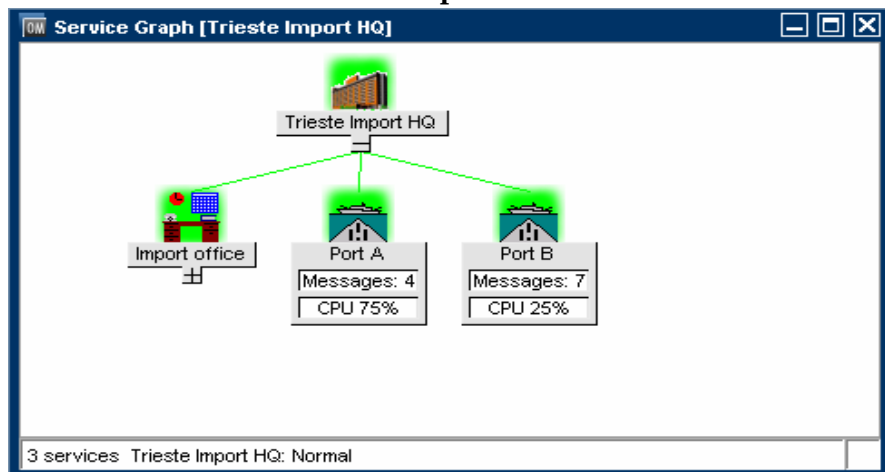 OM Service Graph [Trieste Import HQ]
Trieste Import HQ
Import office
Port A
Messages: 4
CPU 75%
Port B
Messages: 7
CPU 25%
3 services Trieste Import HQ: Normal